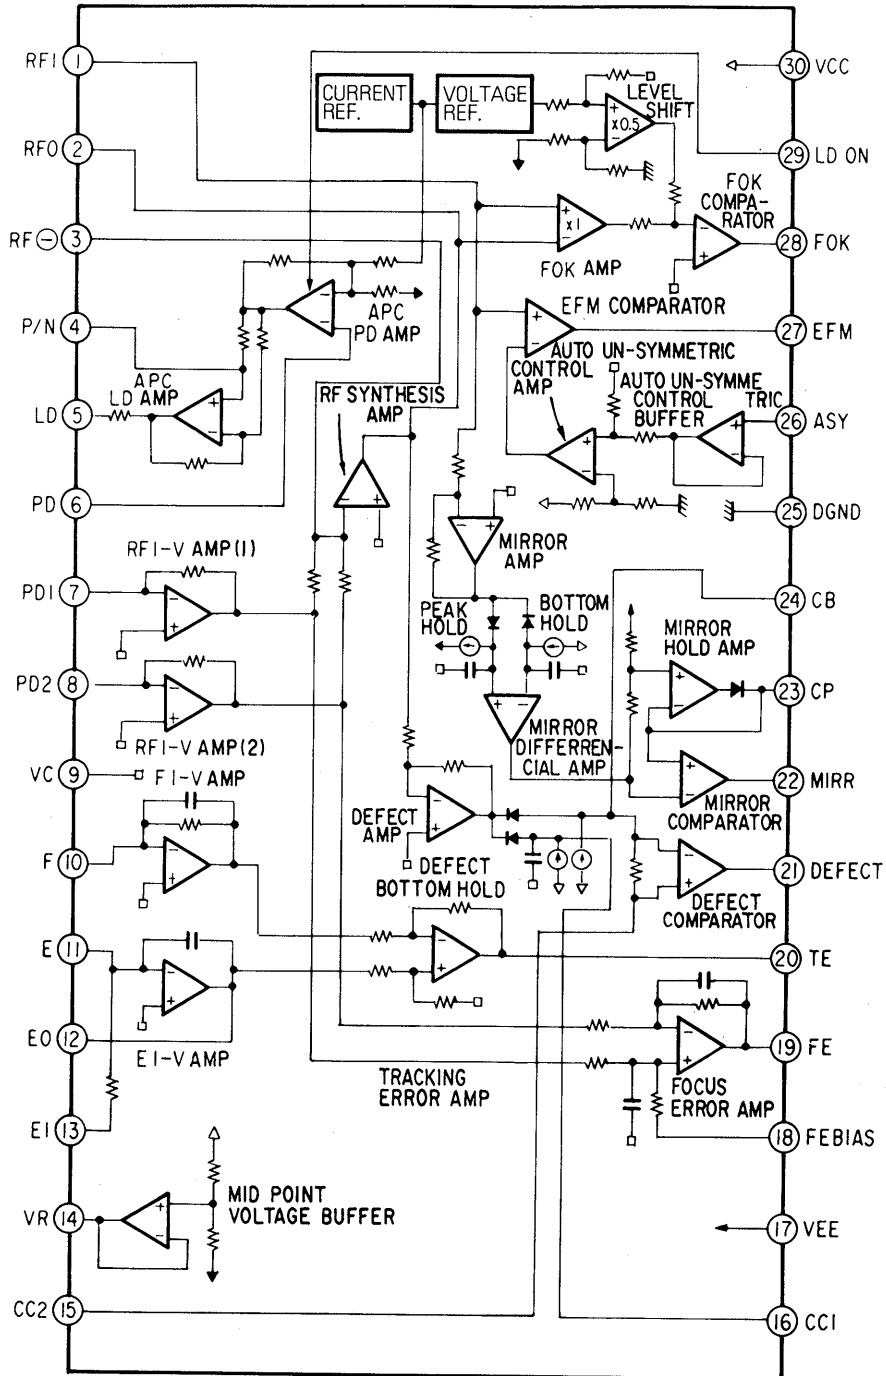 RFI 1
RFO 2
RF⊖ 3
P/N 4
LD 5
PD 6
PD1 7
PD2 8
VC 9
F 10
E 11
EO 12
EI 13
VR 14
CC2 15
30 VCC
29 LD ON
28 FOK
27 EFM
26 ASY
25 DGND
24 CB
23 CP
22 MIRR
21 DEFECT
20 TE
19 FE
18 FEBIAS
17 VEE
16 CC1
CURRENT
REF.
VOLTAGE
REF.
LEVEL
SHIFT
+
×0.5
−
FOK
COMPA-
RATOR
−
+
+
×1
−
FOK AMP
−
−
APC
PD AMP
EFM COMPARATOR
+
−
AUTO UN-SYMMETRIC
CONTROL
AMP
+
−
AUTO UN-SYMME
TRIC
CONTROL
BUFFER
+
−
APC
LD AMP
+
−
RF SYNTHESIS
AMP
−
+
−
+
MIRROR
AMP
RFI-V AMP(1)
−
+
PEAK
HOLD
BOTTOM
HOLD
MIRROR
HOLD AMP
+
−
−
+
RFI-V AMP(2)
+
−
MIRROR
DIFFERREN-
CIAL AMP
+
−
MIRROR
COMPARATOR
FI-V AMP
−
+
DEFECT
AMP
−
+
DEFECT
BOTTOM HOLD
−
+
DEFECT
COMPARATOR
−
+
EI-V AMP
−
+
TRACKING
ERROR AMP
−
+
FOCUS
ERROR AMP
MID POINT
VOLTAGE BUFFER
+
−